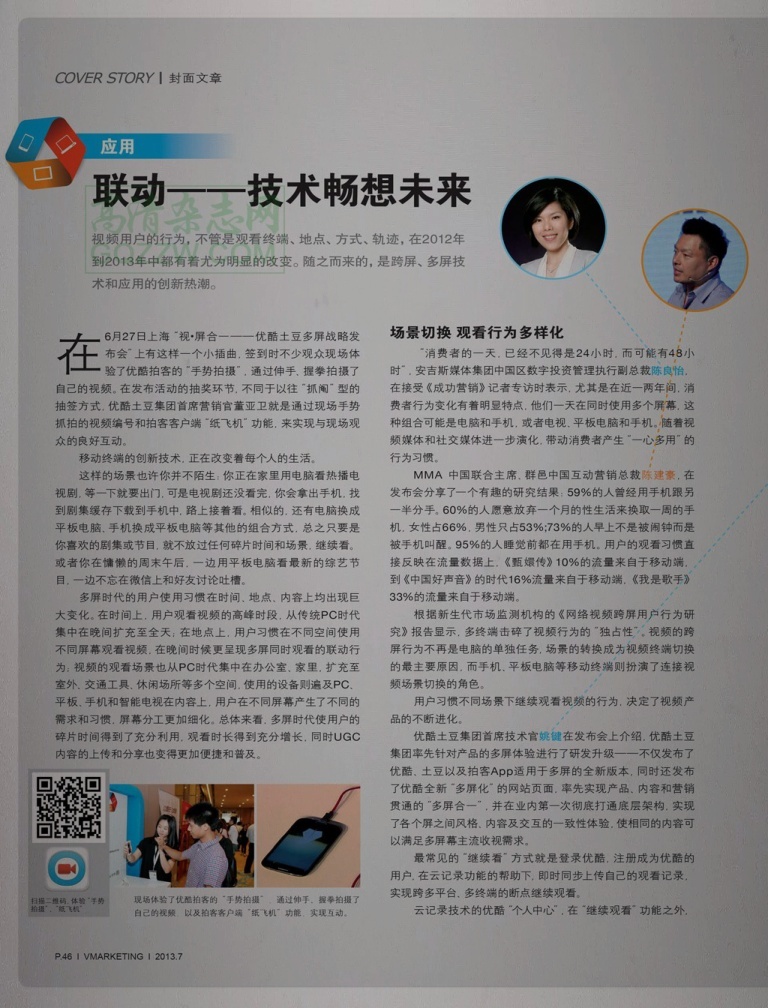 COVER STORY | 封面文章
应用
联动——技术畅想未来
高清杂志网
视频用户的行为，不管是观看终端、地点、方式、轨迹，在2012年
到2013年中都有着尤为明显的改变。随之而来的，是跨屏、多屏技
术和应用的创新热潮。
在6月27日上海“视•屏合一——优酷土豆多屏战略发
布会”上有这样一个小插曲，签到时不少观众现场体
验了优酷拍客的“手势拍摄”，通过伸手、握拳拍摄了
自己的视频。在发布活动的抽奖环节，不同于以往“抓阄”型的
抽签方式，优酷土豆集团首席营销官董亚卫就是通过现场手势
抓拍的视频编号和拍客客户端“纸飞机”功能，来实现与现场观
众的良好互动。
移动终端的创新技术，正在改变着每个人的生活。
这样的场景也许你并不陌生：你正在家里用电脑看热播电
视剧，等一下就要出门，可是电视剧还没看完，你会拿出手机，找
到剧集缓存下载到手机中，路上接着看。相似的，还有电脑换成
平板电脑、手机换成平板电脑等其他的组合方式，总之只要是
你喜欢的剧集或节目，就不放过任何碎片时间和场景，继续看。
或者你在慵懒的周末午后，一边用平板电脑看最新的综艺节
目，一边不忘在微信上和好友讨论吐槽。
多屏时代的用户使用习惯在时间、地点、内容上均出现巨
大变化。在时间上，用户观看视频的高峰时段，从传统PC时代
集中在晚间扩充至全天；在地点上，用户习惯在不同空间使用
不同屏幕观看视频，在晚间时候更呈现多屏同时观看的联动行
为；视频的观看场景也从PC时代集中在办公室、家里，扩充至
室外、交通工具、休闲场所等多个空间，使用的设备则遍及PC、
平板、手机和智能电视在内容上，用户在不同屏幕产生了不同的
需求和习惯，屏幕分工更加细化。总体来看，多屏时代使用户的
碎片时间得到了充分利用，观看时长得到充分增长，同时UGC
内容的上传和分享也变得更加便捷和普及。
扫描二维码，体验“手势
拍摄”、“纸飞机”
现场体验了优酷拍客的“手势拍摄” 通过伸手、握拳拍摄了
自己的视频 以及拍客客户端“纸飞机”功能，实现互动。
场景切换 观看行为多样化
“消费者的一天，已经不见得是24小时，而可能有48小
时”，安吉斯媒体集团中国区数字投资管理执行副总裁陈良怡，
在接受《成功营销》记者专访时表示，尤其是在近一两年间，消
费者行为变化有着明显特点，他们一天在同时使用多个屏幕，这
种组合可能是电脑和手机，或者电视、平板电脑和手机。随着视
频媒体和社交媒体进一步演化，带动消费者产生“一心多用”的
行为习惯。
MMA 中国联合主席、群邑中国互动营销总裁陈建豪，在
发布会分享了一个有趣的研究结果：59%的人曾经用手机跟另
一半分手。60%的人愿意放弃一个月的性生活来换取一周的手
机，女性占66%，男性只占53%;73%的人早上不是被闹钟而是
被手机叫醒。95%的人睡觉前都在用手机。用户的观看习惯直
接反映在流量数据上，《甄嬛传》10%的流量来自于移动端，
到《中国好声音》的时代16%流量来自于移动端，《我是歌手》
33%的流量来自于移动端。
根据新生代市场监测机构的《网络视频跨屏用户行为研
究》报告显示，多终端击碎了视频行为的“独占性”。视频的跨
屏行为不再是电脑的单独任务，场景的转换成为视频终端切换
的最主要原因，而手机、平板电脑等移动终端则扮演了连接视
频场景切换的角色。
用户习惯不同场景下继续观看视频的行为，决定了视频产
品的不断进化。
优酷土豆集团首席技术官姚键在发布会上介绍，优酷土豆
集团率先针对产品的多屏体验进行了研发升级——不仅发布了
优酷、土豆以及拍客App适用于多屏的全新版本，同时还发布
了优酷全新“多屏化”的网站页面，率先实现产品、内容和营销
贯通的“多屏合一”，并在业内第一次彻底打通底层架构，实现
了各个屏之间风格、内容及交互的一致性体验，使相同的内容可
以满足多屏幕主流收视需求。
最常见的“继续看”方式就是登录优酷，注册成为优酷的
用户，在云记录功能的帮助下，即时同步上传自己的观看记录，
实现跨多平台、多终端的断点继续观看。
云记录技术的优酷“个人中心”，在“继续观看”功能之外，
P.46 | VMARKETING | 2013.7